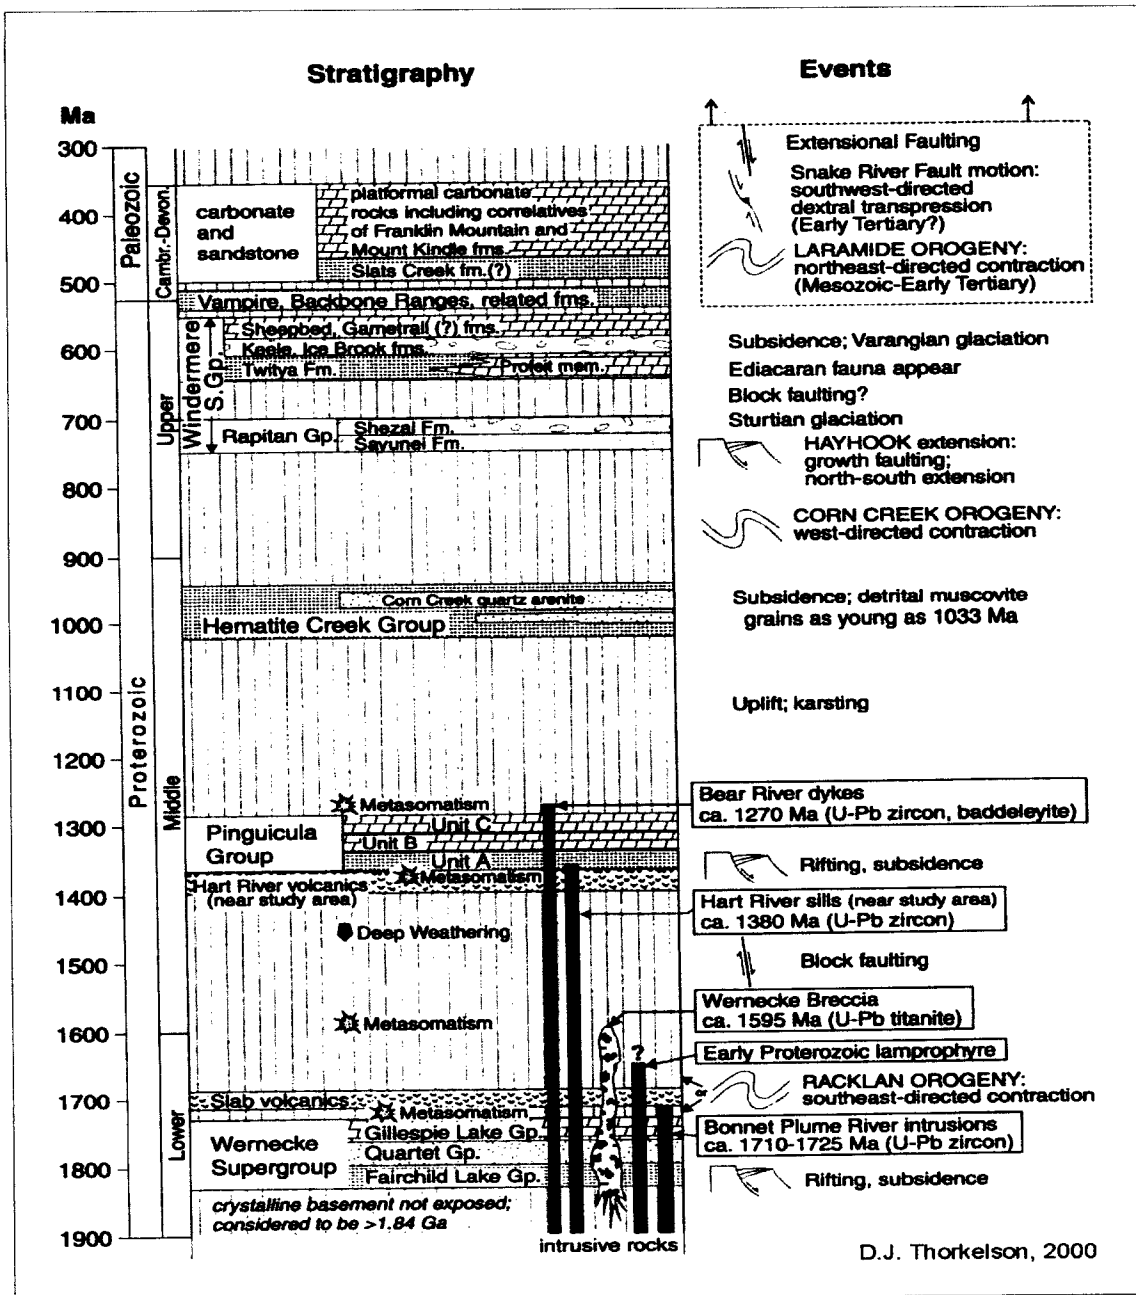 Stratigraphy
Events
Ma
300
400
500
600
700
800
900
1000
1100
1200
1300
1400
1500
1600
1700
1800
1900
Paleozoic
Proterozoic
Cambr.-Devon.
Upper
Middle
Lower
Windermere
S.Gp.
carbonate
and
sandstone
platformal carbonate
rocks including correlatives
of Franklin Mountain and
Mount Kindle fms.
Slats Creek fm.(?)
Vampire, Backbone Ranges, related fms.
Sheepbed, Gametrail (?) fms.
Keele, Ice Brook fms.
Twitya Fm.
Profeit mem.
Rapitan Gp.
Shezal Fm.
Sayunei Fm.
Corn Creek quartz arenite
Hematite Creek Group
Metasomatism
Pinguicula
Group
Unit C
Unit B
Unit A
Metasomatism
Hart River volcanics
(near study area)
Deep Weathering
Metasomatism
?
Slab volcanics
Metasomatism
Wernecke
Supergroup
Gillespie Lake Gp.
Quartet Gp.
Fairchild Lake Gp.
crystalline basement not exposed;
considered to be >1.84 Ga
intrusive rocks
Extensional Faulting
Snake River Fault motion:
southwest-directed
dextral transpression
(Early Tertiary?)
LARAMIDE OROGENY:
northeast-directed contraction
(Mesozoic-Early Tertiary)
Subsidence; Varangian glaciation
Ediacaran fauna appear
Block faulting?
Sturtian glaciation
HAYHOOK extension:
growth faulting;
north-south extension
CORN CREEK OROGENY:
west-directed contraction
Subsidence; detrital muscovite
grains as young as 1033 Ma
Uplift; karsting
Bear River dykes
ca. 1270 Ma (U-Pb zircon, baddeleyite)
Rifting, subsidence
Hart River sills (near study area)
ca. 1380 Ma (U-Pb zircon)
Block faulting
Wernecke Breccia
ca. 1595 Ma (U-Pb titanite)
Early Proterozoic lamprophyre
?
RACKLAN OROGENY:
southeast-directed contraction
Bonnet Plume River intrusions
ca. 1710-1725 Ma (U-Pb zircon)
Rifting, subsidence
D.J. Thorkelson, 2000